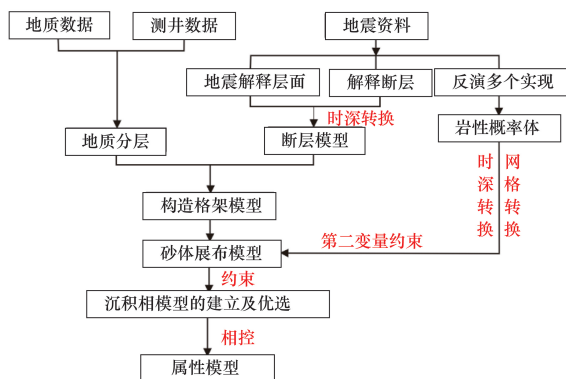 地质数据
测井数据
地震资料
地震解释层面
解释断层
反演多个实现
时深转换
地质分层
断层模型
岩性概率体
时深转换
网格转换
构造格架模型
第二变量约束
砂体展布模型
约束
沉积相模型的建立及优选
相控
属性模型